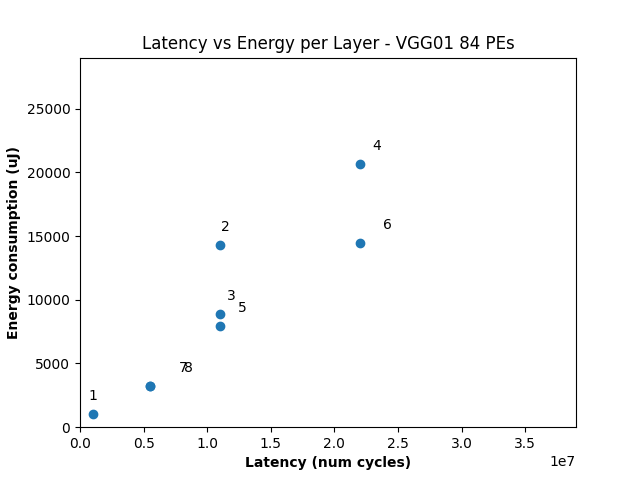 Latency vs Energy per Layer - VGG01 84 PEs
Energy consumption (uJ)
25000
20000
15000
10000
5000
0
4
2
6
3
5
7
8
1
0.0 0.5 1.0 1.5 2.0 2.5 3.0 3.5
1e7
Latency (num cycles)